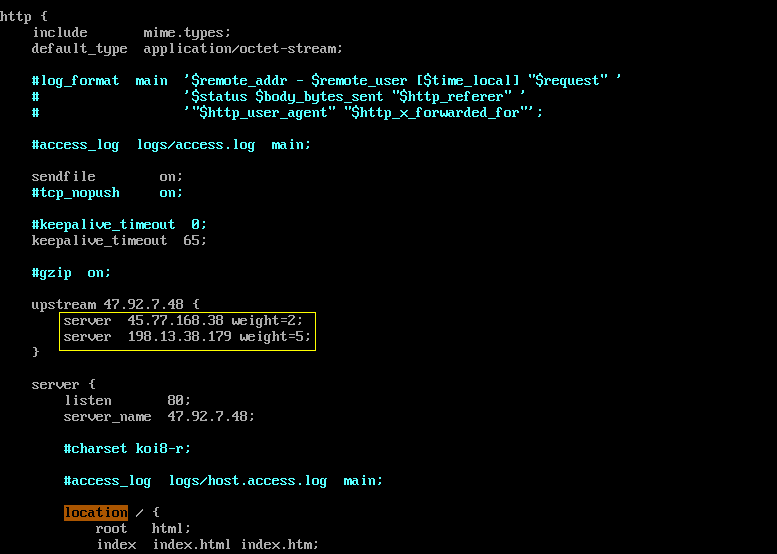 http {
    include       mime.types;
    default_type  application/octet-stream;
    #log_format  main  '$remote_addr - $remote_user [$time_local] "$request" '
    #                  '$status $body_bytes_sent "$http_referer" '
    #                  '"$http_user_agent" "$http_x_forwarded_for"';
    #access_log  logs/access.log  main;
    sendfile        on;
    #tcp_nopush     on;
    #keepalive_timeout  0;
    keepalive_timeout  65;
    #gzip  on;
    upstream 47.92.7.48 {
        server  45.77.168.38 weight=2;
        server  198.13.38.179 weight=5;
    }
    server {
        listen       80;
        server_name  47.92.7.48;
        #charset koi8-r;
        #access_log  logs/host.access.log  main;
        location / {
            root   html;
            index  index.html index.htm;